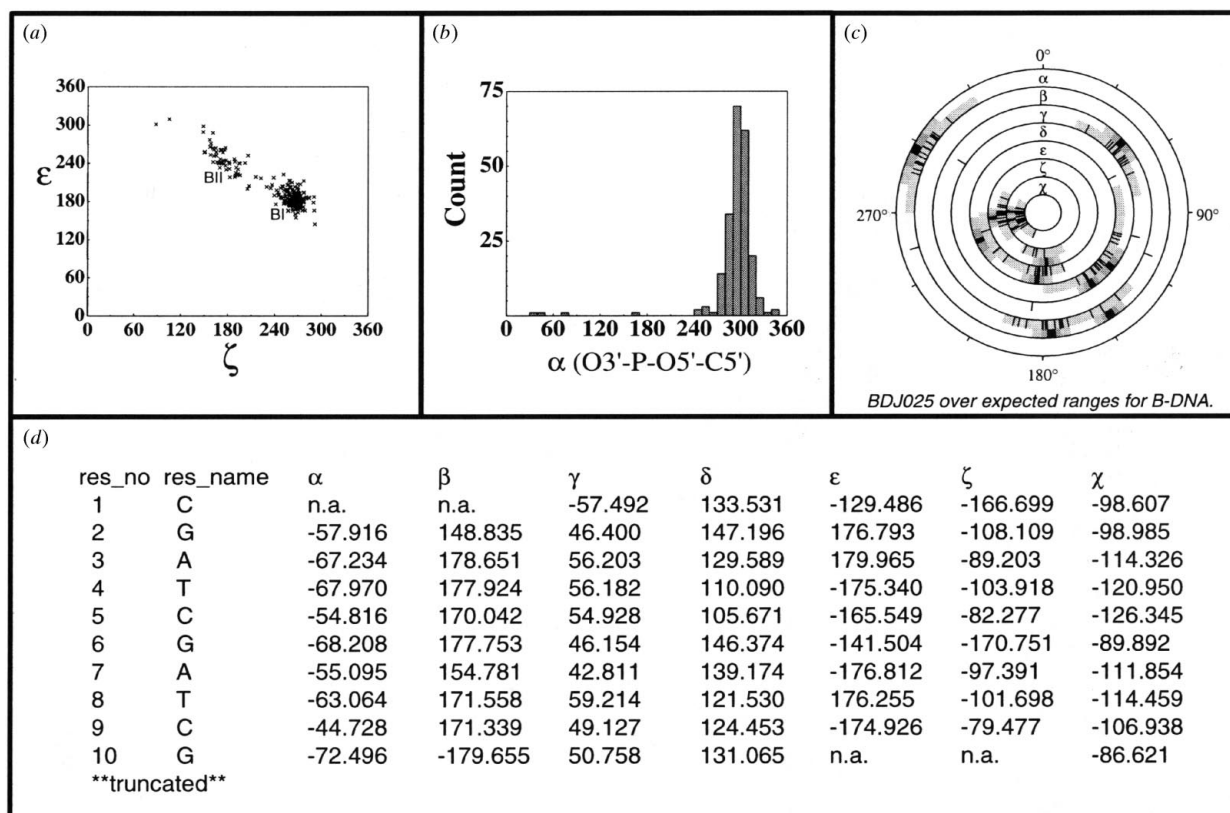 (a)
360
300
240
180
120
60
0
ε
BII
BI
0 60 120 180 240 300 360
ζ
(b)
75
50
25
Count
0 60 120 180 240 300 360
α (O3'-P-O5'-C5')
(c)
0°
α
β
γ
δ
ε
ζ
χ
270°
90°
180°
BDJ025 over expected ranges for B-DNA.
(d)
res_no res_name α β γ δ ε ζ χ
1 C n.a. n.a. -57.492 133.531 -129.486 -166.699 -98.607
2 G -57.916 148.835 46.400 147.196 176.793 -108.109 -98.985
3 A -67.234 178.651 56.203 129.589 179.965 -89.203 -114.326
4 T -67.970 177.924 56.182 110.090 -175.340 -103.918 -120.950
5 C -54.816 170.042 54.928 105.671 -165.549 -82.277 -126.345
6 G -68.208 177.753 46.154 146.374 -141.504 -170.751 -89.892
7 A -55.095 154.781 42.811 139.174 -176.812 -97.391 -111.854
8 T -63.064 171.558 59.214 121.530 176.255 -101.698 -114.459
9 C -44.728 171.339 49.127 124.453 -174.926 -79.477 -106.938
10 G -72.496 -179.655 50.758 131.065 n.a. n.a. -86.621
**truncated**